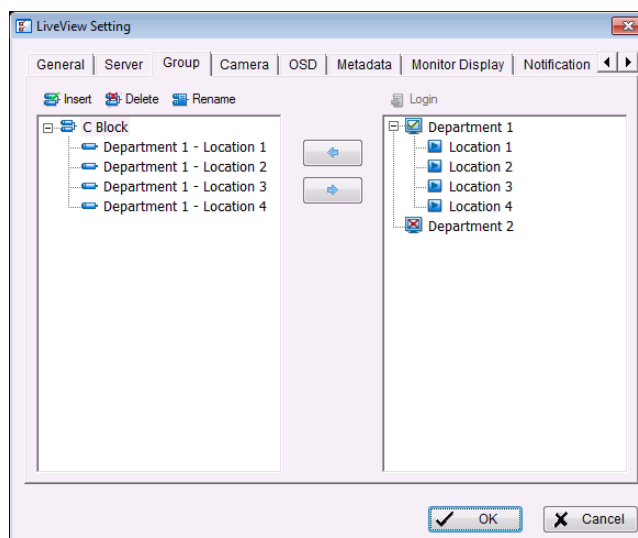 LiveView Setting
General Server Group Camera OSD Metadata Monitor Display Notification
Insert Delete Rename Login
C Block
Department 1 - Location 1
Department 1 - Location 2
Department 1 - Location 3
Department 1 - Location 4
Department 1
Location 1
Location 2
Location 3
Location 4
Department 2
OK Cancel